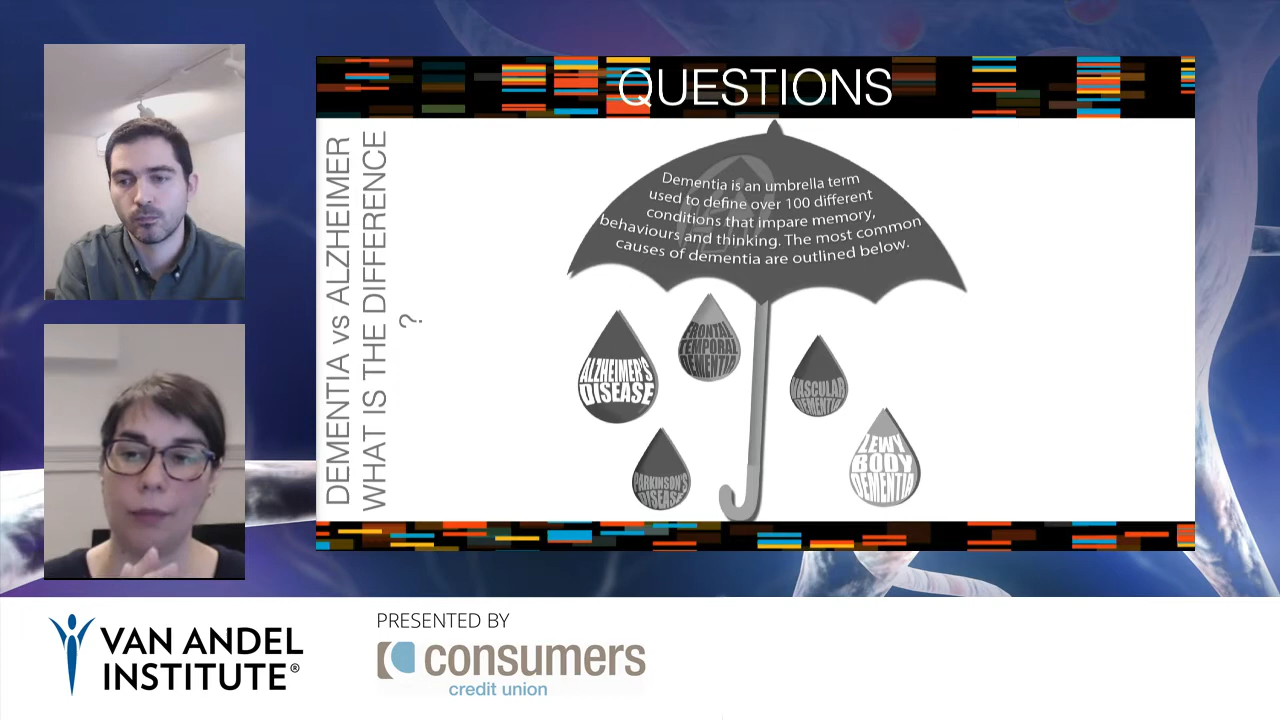 QUESTIONS
DEMENTIA vs ALZHEIMER
WHAT IS THE DIFFERENCE
?
Dementia is an umbrella term
used to define over 100 different
conditions that impare memory,
behaviours and thinking. The most common
causes of dementia are outlined below.
ALZHEIMER'S
DISEASE
FRONTAL
TEMPORAL
DEMENTIA
VASCULAR
DEMENTIA
PARKINSON'S
DISEASE
LEWY
BODY
DEMENTIA
VAN ANDEL
INSTITUTE®
PRESENTED BY
consumers
credit union